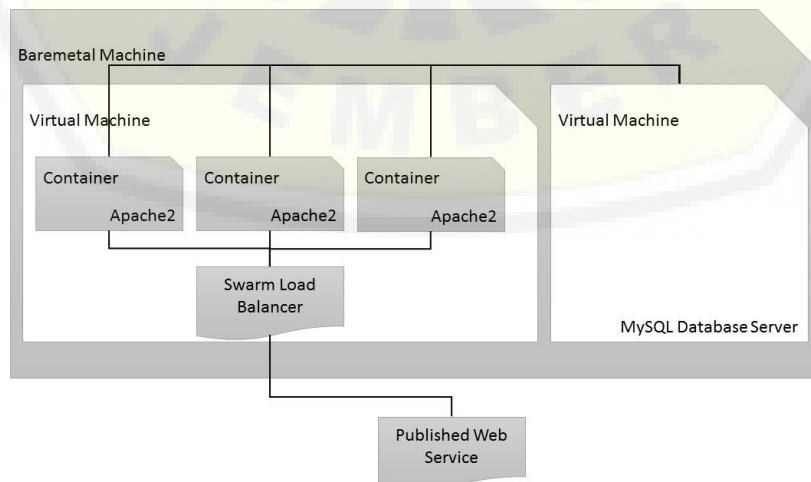 JEMBER
Baremetal Machine
Virtual Machine
Virtual Machine
Container
Apache2
Container
Apache2
Container
Apache2
Swarm Load
Balancer
MySQL Database Server
Published Web
Service